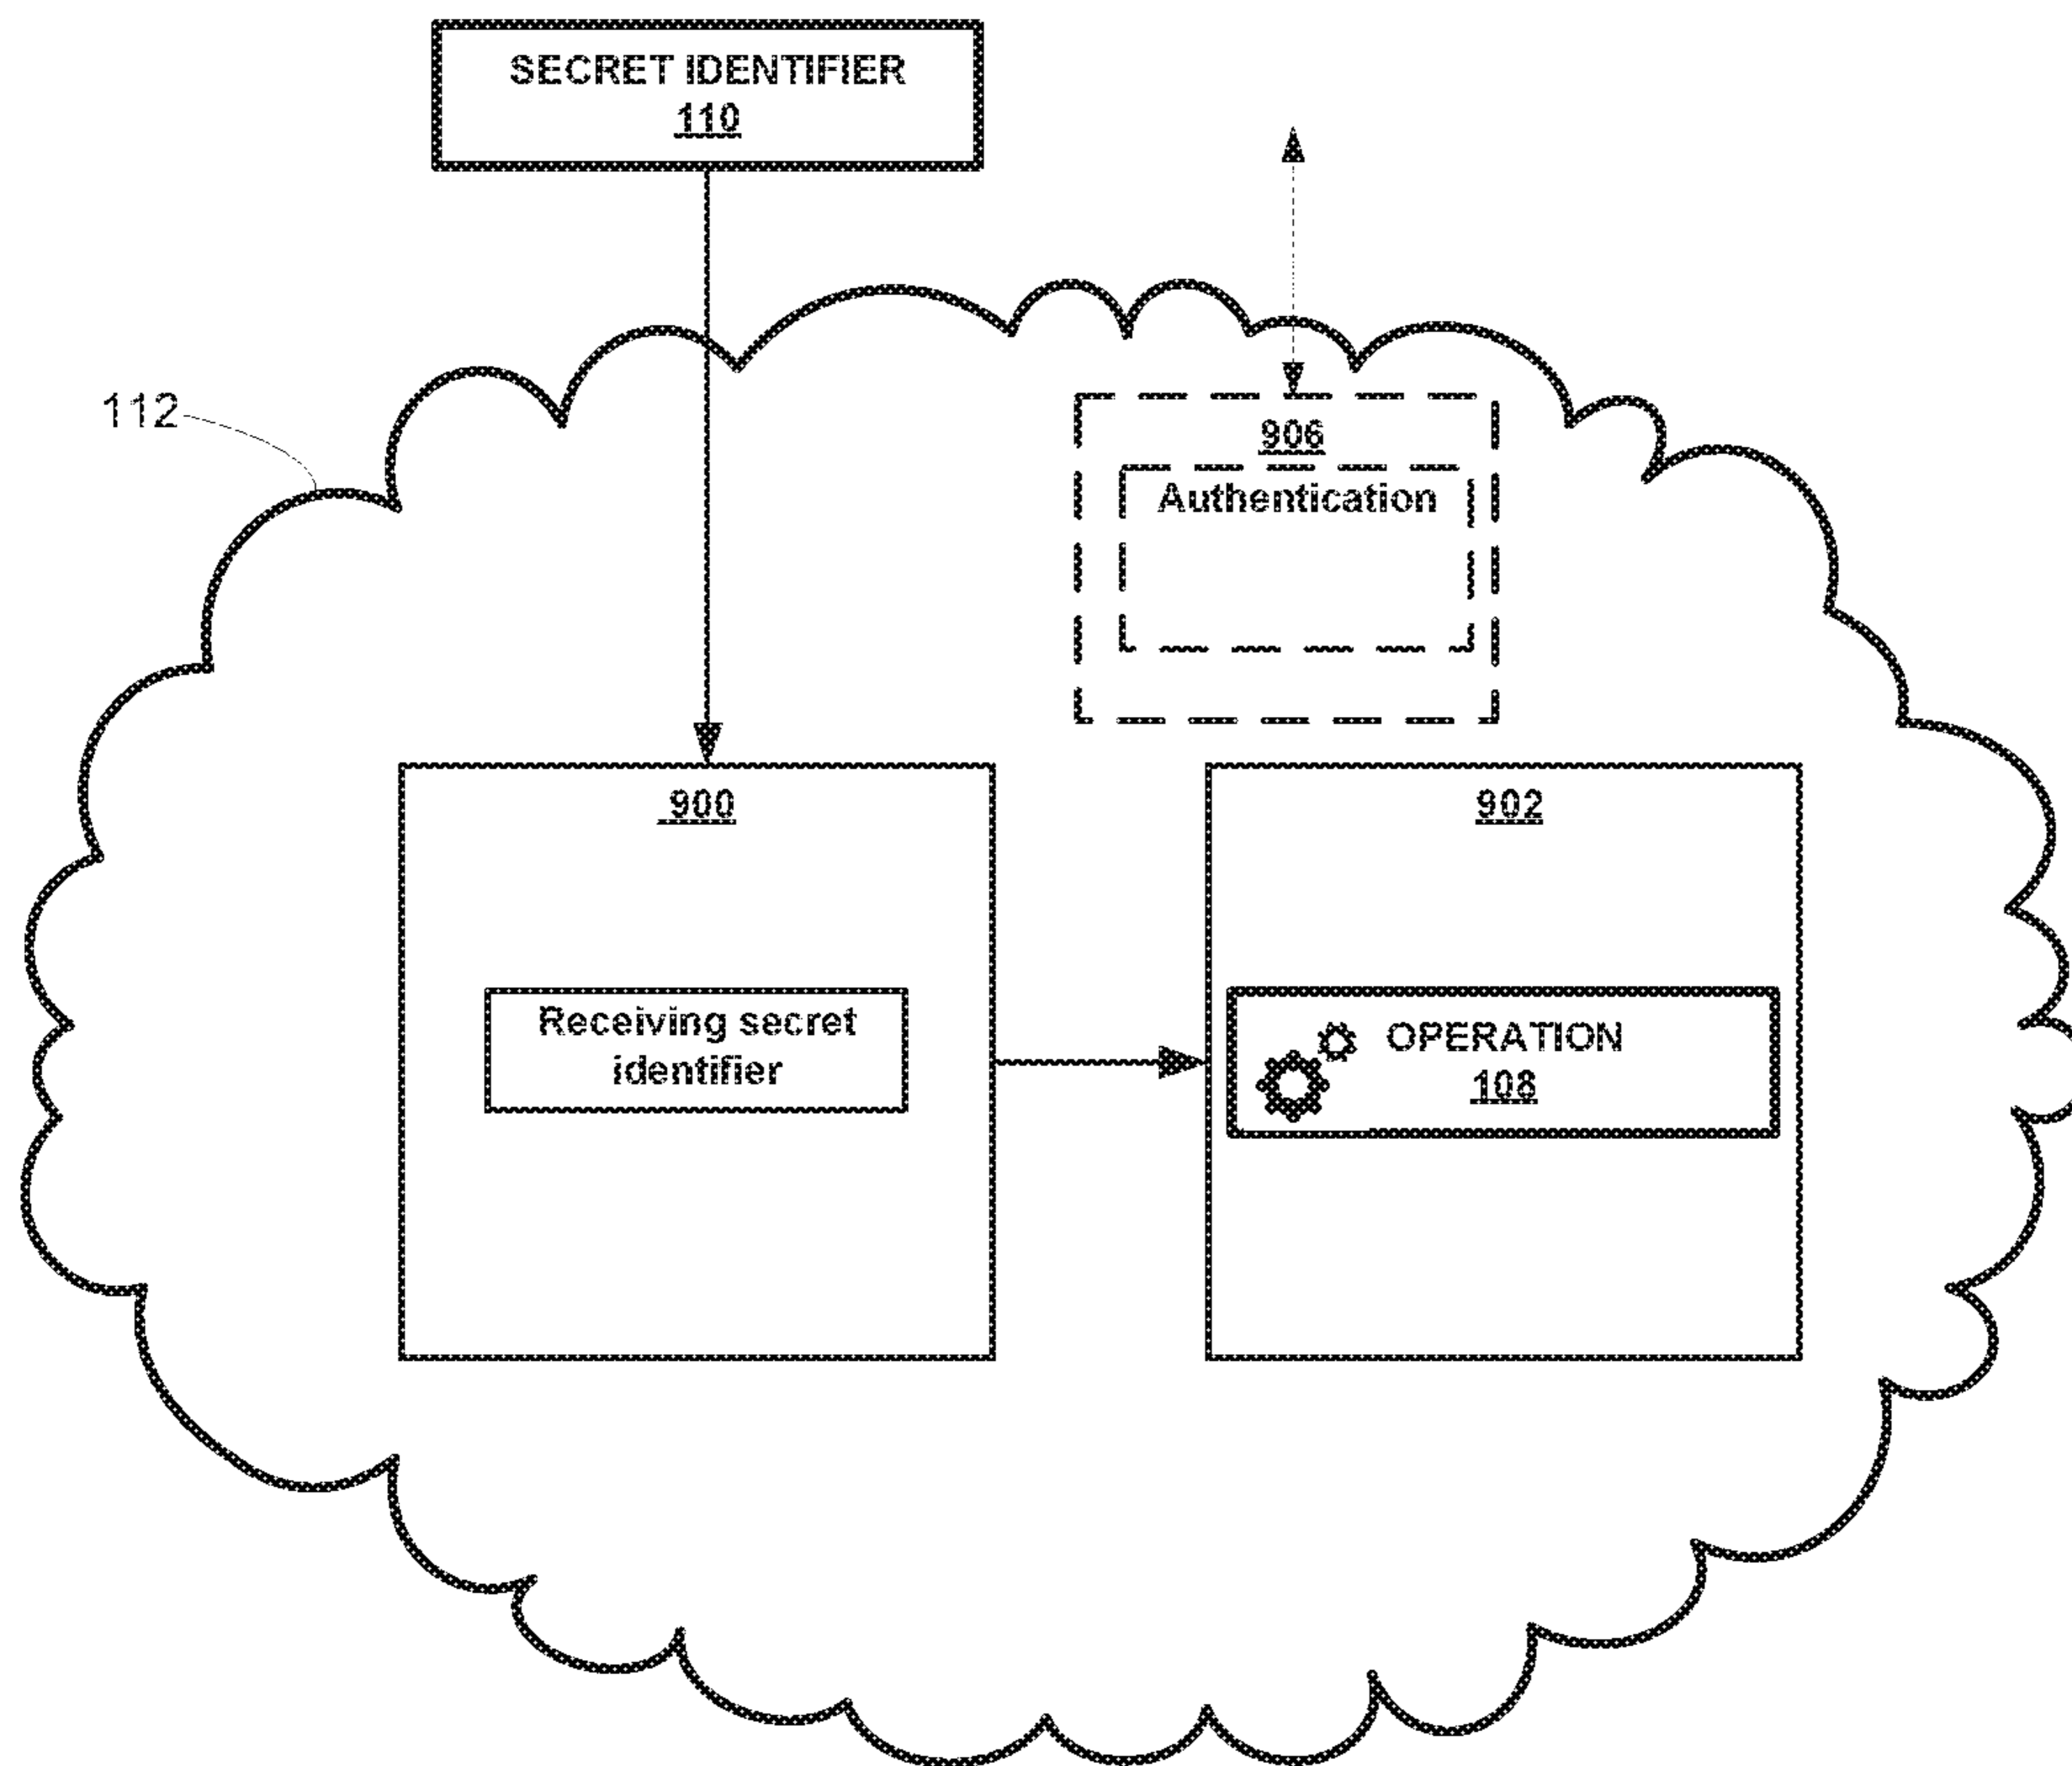 SECRET IDENTIFIER
110
112
906
Authentication
900
902
Receiving secret
identifier
OPERATION
108